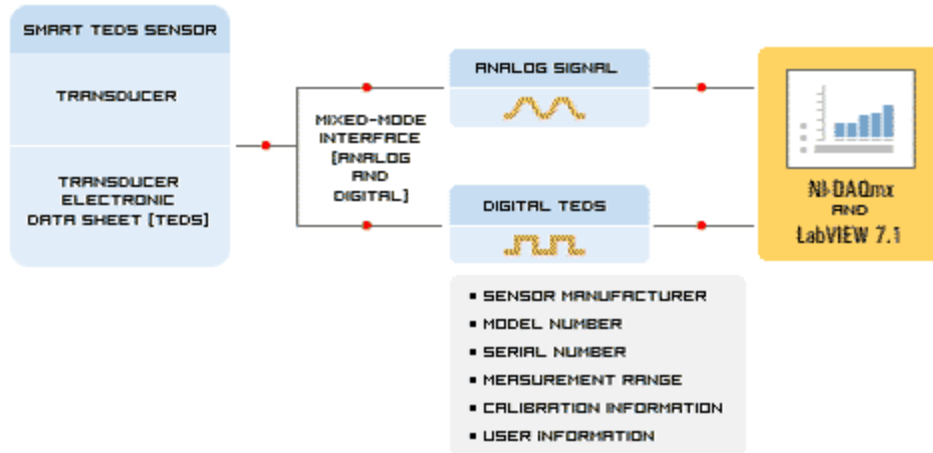 SMART TEDS SENSOR
TRANSDUCER
TRANSDUCER
ELECTRONIC
DATA SHEET [TEDS]
MIXED-MODE
INTERFACE
[ANALOG
AND
DIGITAL]
ANALOG SIGNAL
DIGITAL TEDS
▪ SENSOR MANUFACTURER
▪ MODEL NUMBER
▪ SERIAL NUMBER
▪ MEASUREMENT RANGE
▪ CALIBRATION INFORMATION
▪ USER INFORMATION
NI-DAQmx
AND
LabVIEW 7.1